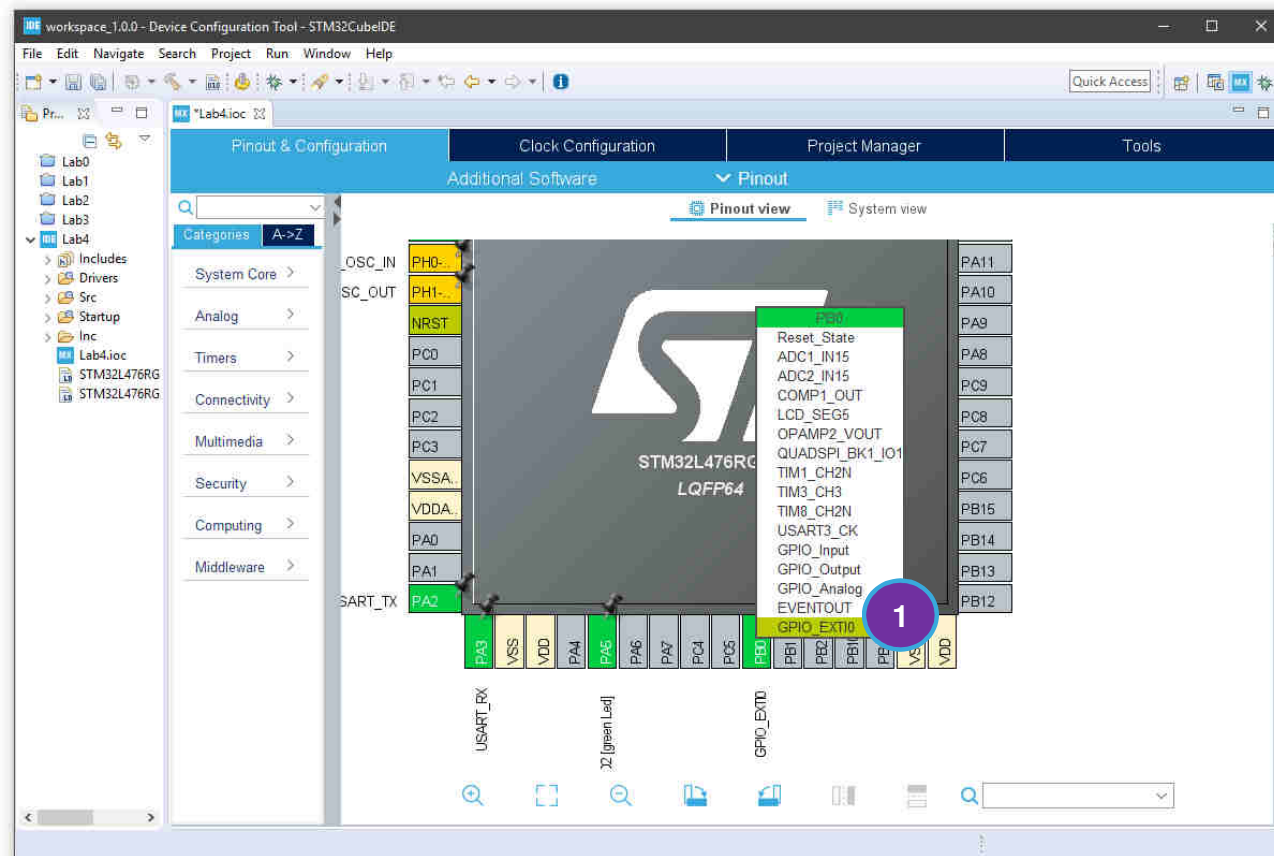 workspace_1.0.0 - Device Configuration Tool - STM32CubeIDE
File Edit Navigate Search Project Run Window Help
Quick Access
Pr...
*Lab4.ioc
Lab0
Lab1
Lab2
Lab3
Lab4
Includes
Drivers
Src
Startup
Inc
Lab4.ioc
STM32L476RG
STM32L476RG
Pinout & Configuration
Clock Configuration
Project Manager
Tools
Additional Software
Pinout
Pinout view
System view
Categories
A->Z
System Core
Analog
Timers
Connectivity
Multimedia
Security
Computing
Middleware
_OSC_IN
SC_OUT
SART_TX
PH0-..
PH1-..
NRST
PC0
PC1
PC2
PC3
VSSA..
VDDA..
PA0
PA1
PA2
STM32L476RG
LQFP64
PB0
Reset_State
ADC1_IN15
ADC2_IN15
COMP1_OUT
LCD_SEG5
OPAMP2_VOUT
QUADSPI_BK1_IO1
TIM1_CH2N
TIM3_CH3
TIM8_CH2N
USART3_CK
GPIO_Input
GPIO_Output
GPIO_Analog
EVENTOUT
GPIO_EXTI0
1
PA11
PA10
PA9
PA8
PC9
PC8
PC7
PC6
PB15
PB14
PB13
PB12
PA3
VSS
VDD
PA4
PA5
PA6
PA7
PC4
PC5
PB0
PB1
PB2
PB10
VDD
USART_RX
[green Led]
GPIO_EXTI0